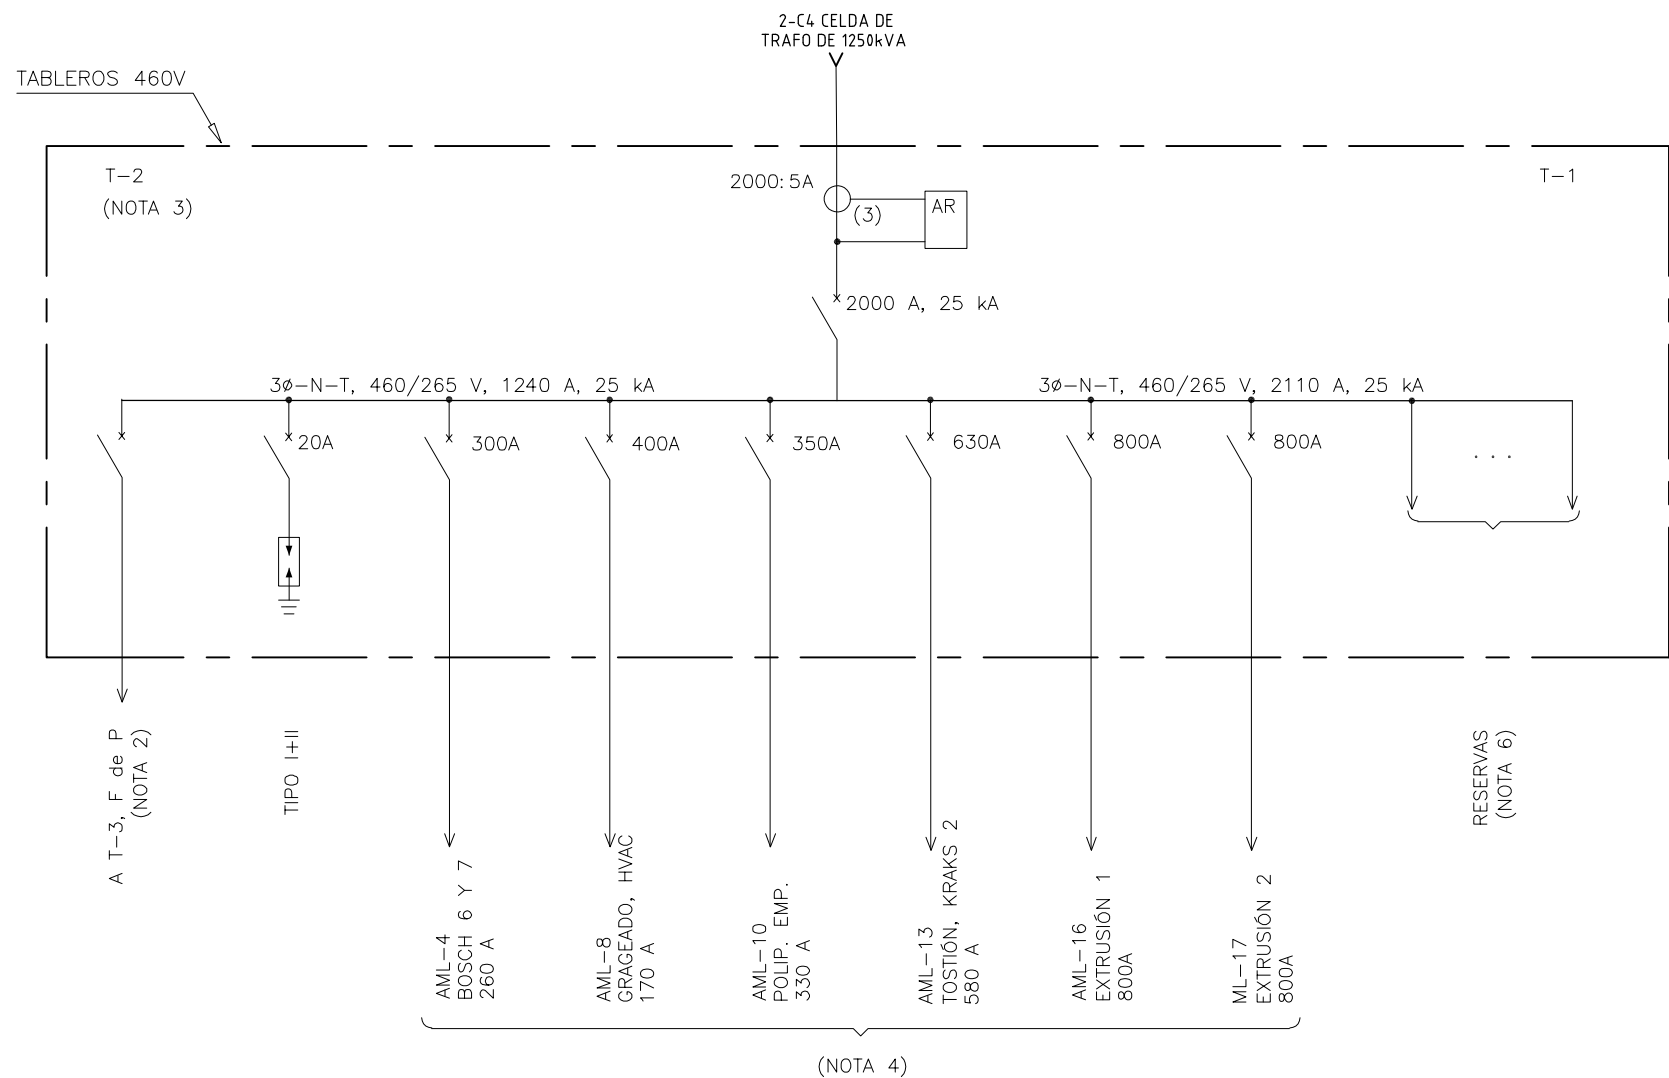 2-C4 CELDA DE
TRAFO DE 1250kVA
TABLEROS 460V
T-2
(NOTA 3)
T-1
2000:5A
(3)
AR
2000 A, 25 kA
3ø-N-T, 460/265 V, 1240 A, 25 kA
3ø-N-T, 460/265 V, 2110 A, 25 kA
20A
300A
400A
350A
630A
800A
800A
. . .
A T-3, F de P
(NOTA 2)
TIPO I+II
AML-4
BOSCH 6 Y 7
260 A
AML-8
GRAGEADO, HVAC
170 A
AML-10
POLIP. EMP.
330 A
AML-13
TOSTIÓN, KRAKS 2
580 A
AML-16
EXTRUSIÓN 1
800A
ML-17
EXTRUSIÓN 2
800A
RESERVAS
(NOTA 6)
(NOTA 4)